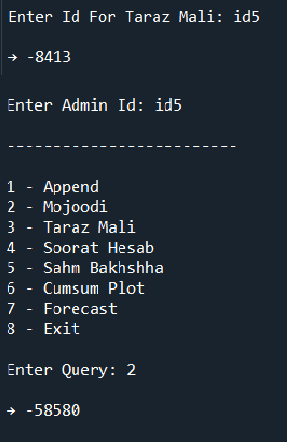 Enter Id For Taraz Mali: id5
→ -8413
Enter Admin Id: id5
-------------------------
1 - Append
2 - Mojoodi
3 - Taraz Mali
4 - Soorat Hesab
5 - Sahm Bakhshha
6 - Cumsum Plot
7 - Forecast
8 - Exit
Enter Query: 2
→ -58580